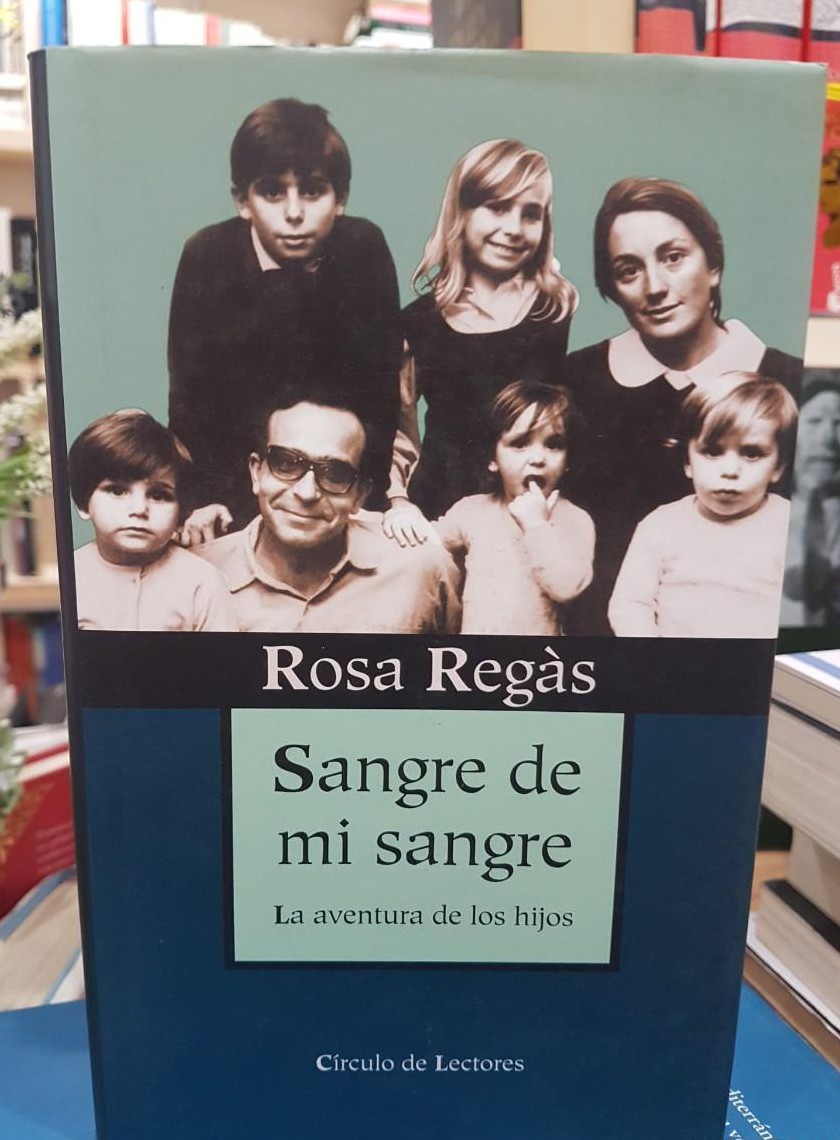 Rosa Regàs
Sangre de
mi sangre
La aventura de los hijos
Círculo de Lectores